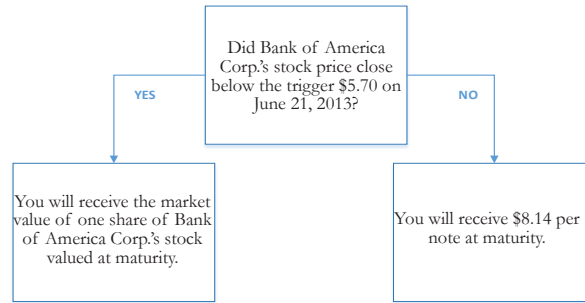 Did Bank of America
Corp.'s stock price close
below the trigger $5.70 on
June 21, 2013?
YES
NO
You will receive the market
value of one share of Bank
of America Corp.'s stock
valued at maturity.
You will receive $8.14 per
note at maturity.